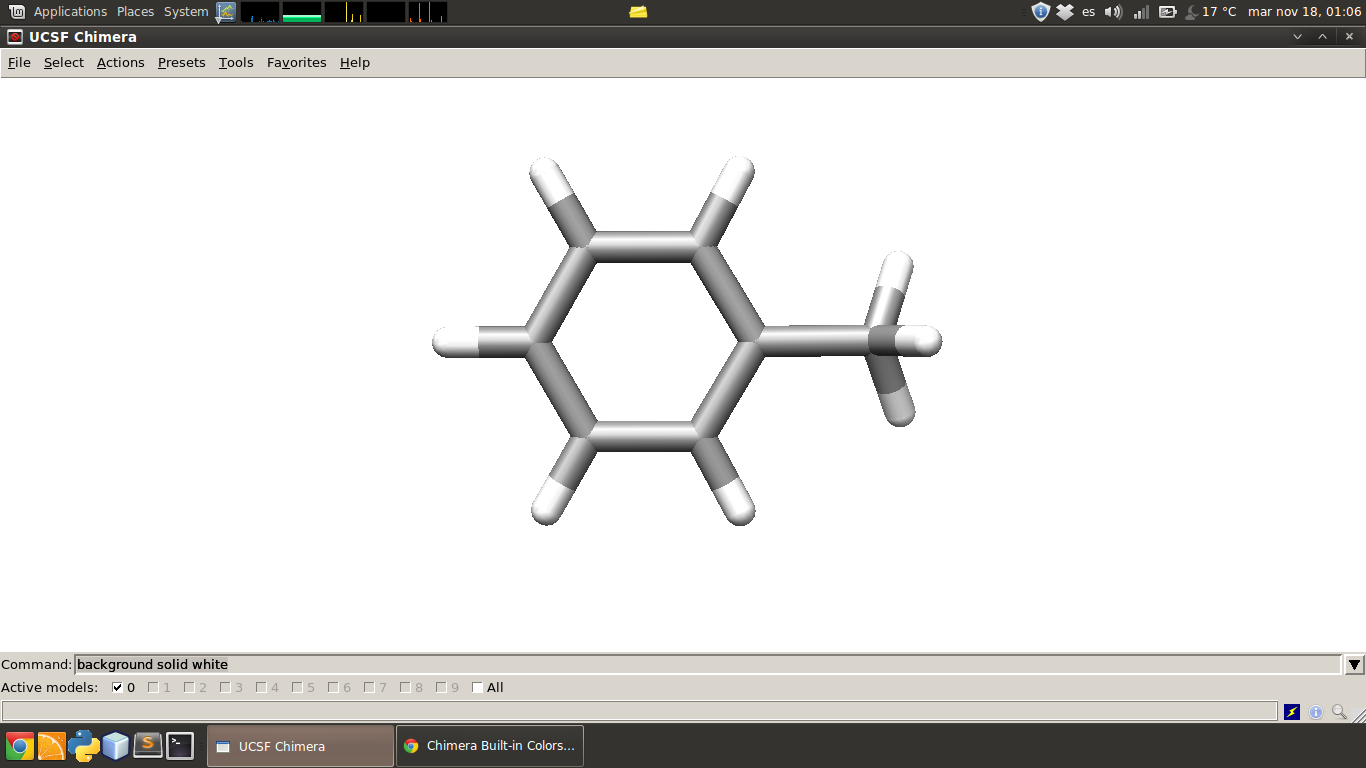 Applications Places System es 17 °C mar nov 18, 01:06
UCSF Chimera
File Select Actions Presets Tools Favorites Help
Command: background solid white
Active models: 0 1 2 3 4 5 6 7 8 9 All
UCSF Chimera Chimera Built-in Colors...